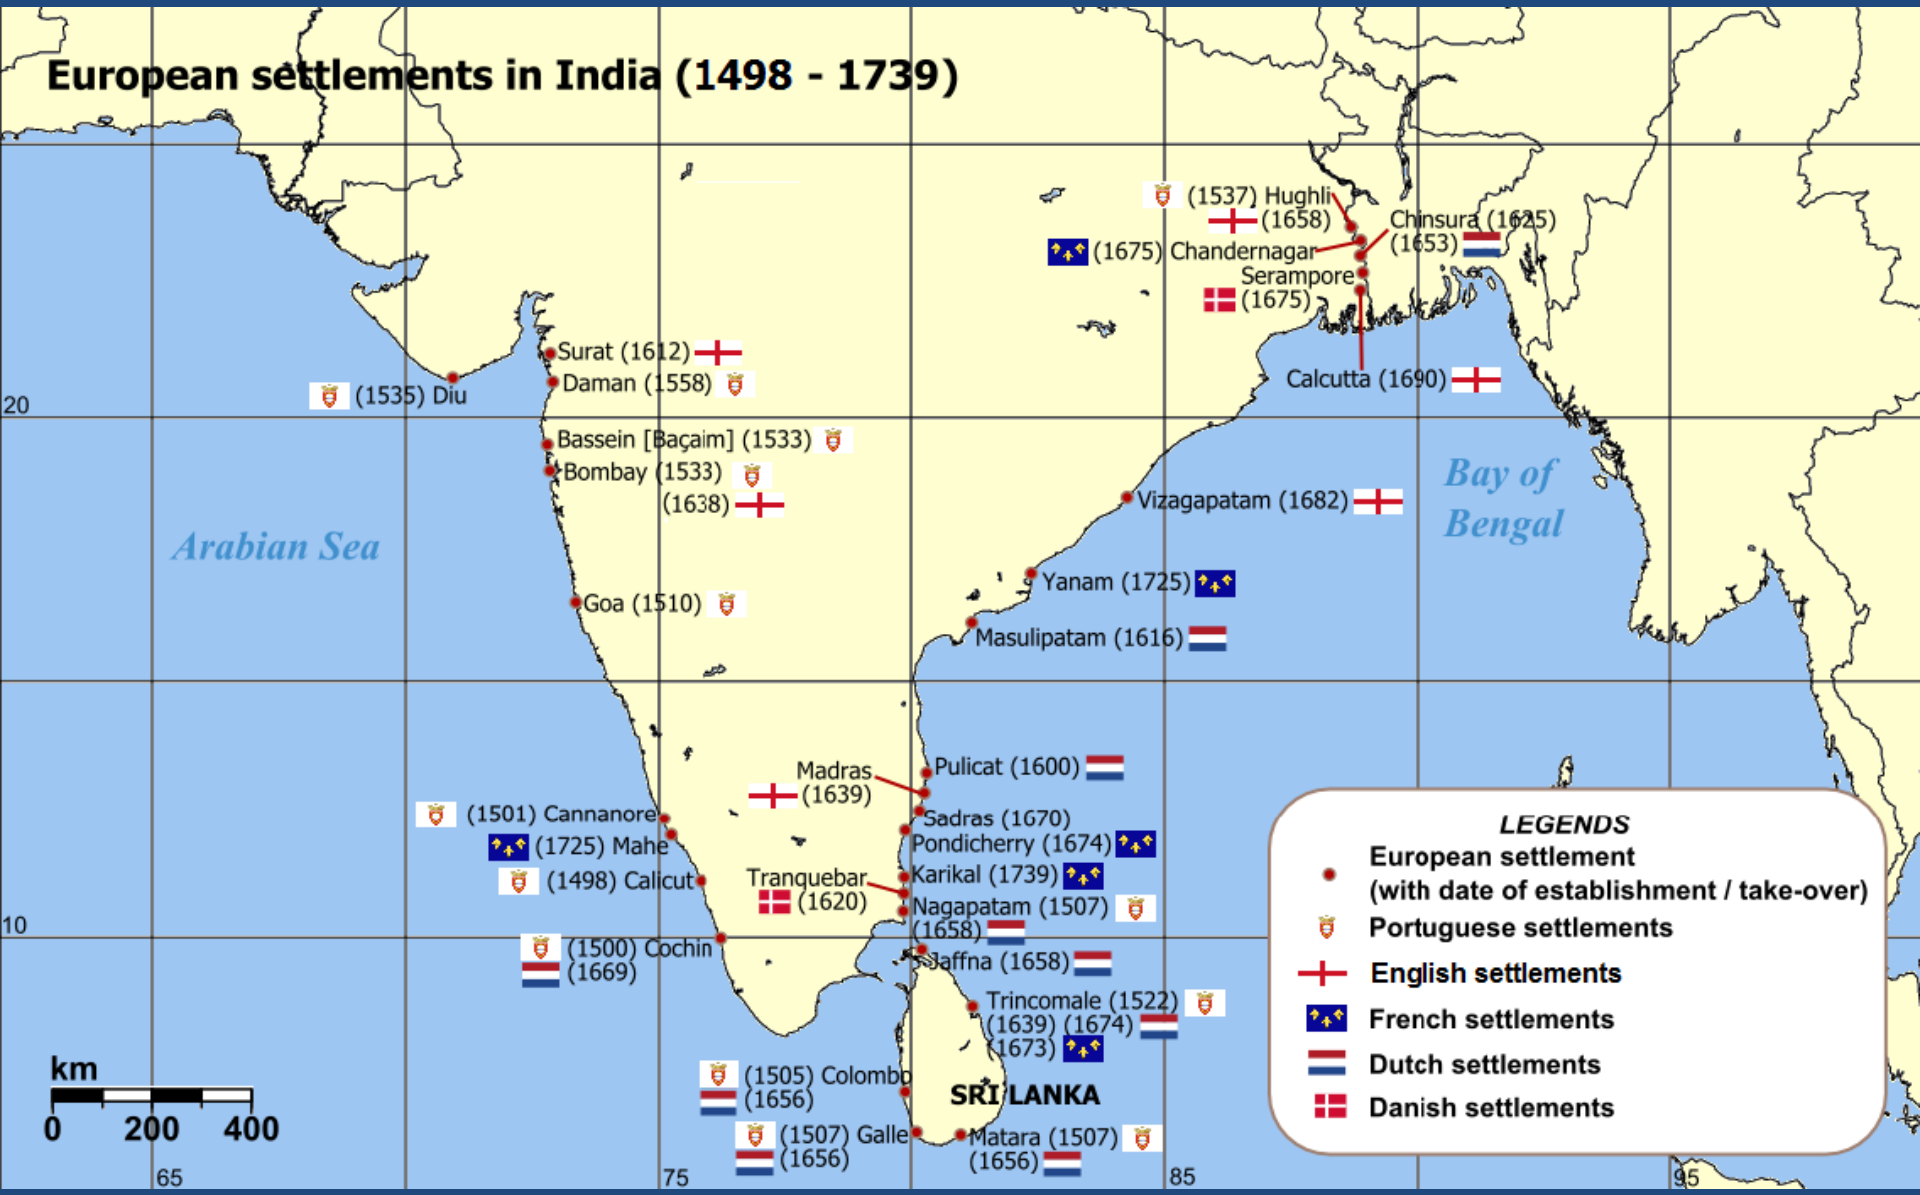 European settlements in India (1498 - 1739)
(1537) Hughli
(1658)
Chinsura (1625)
(1653)
(1675) Chandernagar
Serampore
(1675)
Calcutta (1690)
Surat (1612)
Daman (1558)
(1535) Diu
20
Bassein [Baçaim] (1533)
Bombay (1533)
(1638)
Bay of
Bengal
Vizagapatam (1682)
Arabian Sea
Yanam (1725)
Goa (1510)
Masulipatam (1616)
Pulicat (1600)
Madras
(1639)
(1501) Cannanore
Sadras (1670)
(1725) Mahe
Pondicherry (1674)
(1498) Calicut
Karikal (1739)
Tranquebar
(1620)
Nagapatam (1507)
(1658)
10
(1500) Cochin
(1669)
Jaffna (1658)
Trincomale (1522)
(1639) (1674)
(1673)
(1505) Colombo
(1656)
SRI LANKA
(1507) Galle
(1656)
Matara (1507)
(1656)
km
0 200 400
65
75
85
95
LEGENDS
European settlement
(with date of establishment / take-over)
Portuguese settlements
English settlements
French settlements
Dutch settlements
Danish settlements